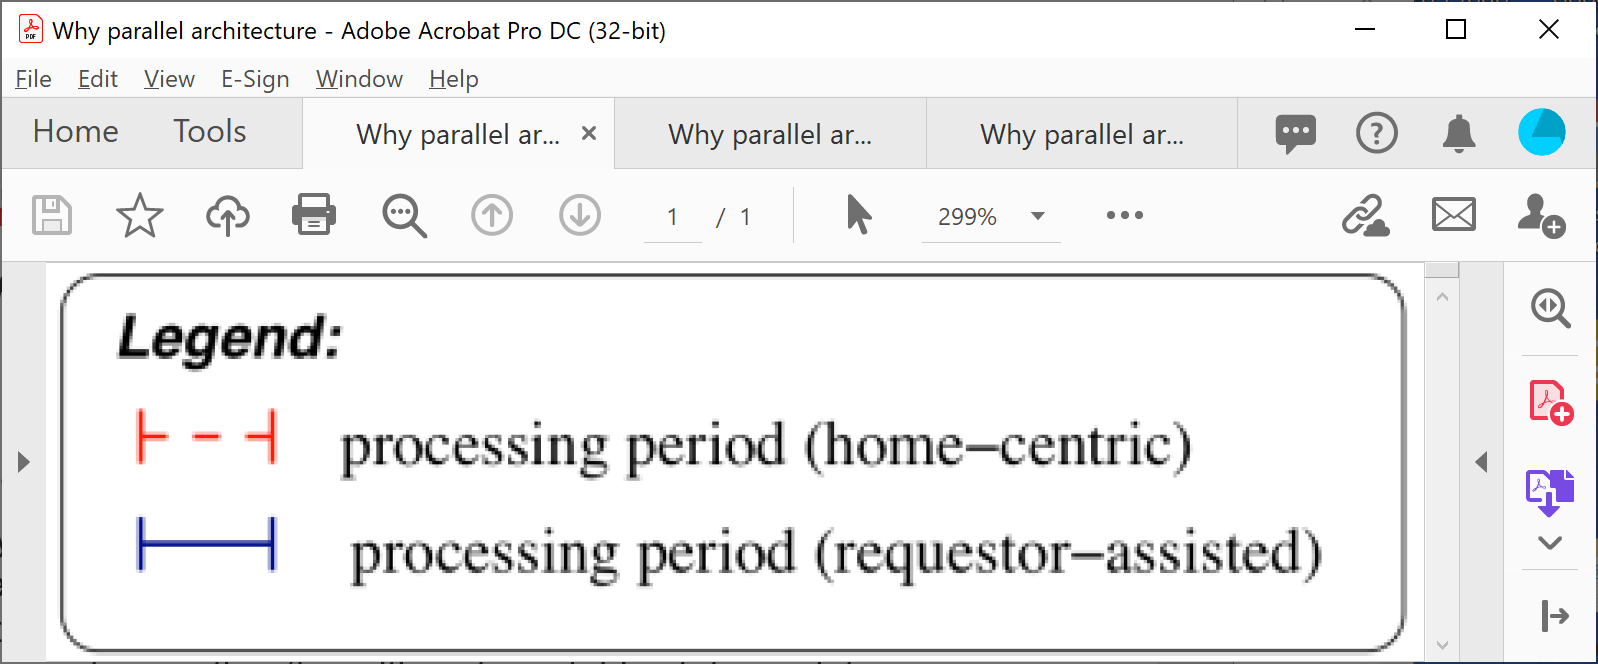 Why parallel architecture - Adobe Acrobat Pro DC (32-bit)
File Edit View E-Sign Window Help
Home Tools Why parallel ar... Why parallel ar... Why parallel ar...
1 / 1 299%
Legend:
processing period (home−centric)
processing period (requestor−assisted)